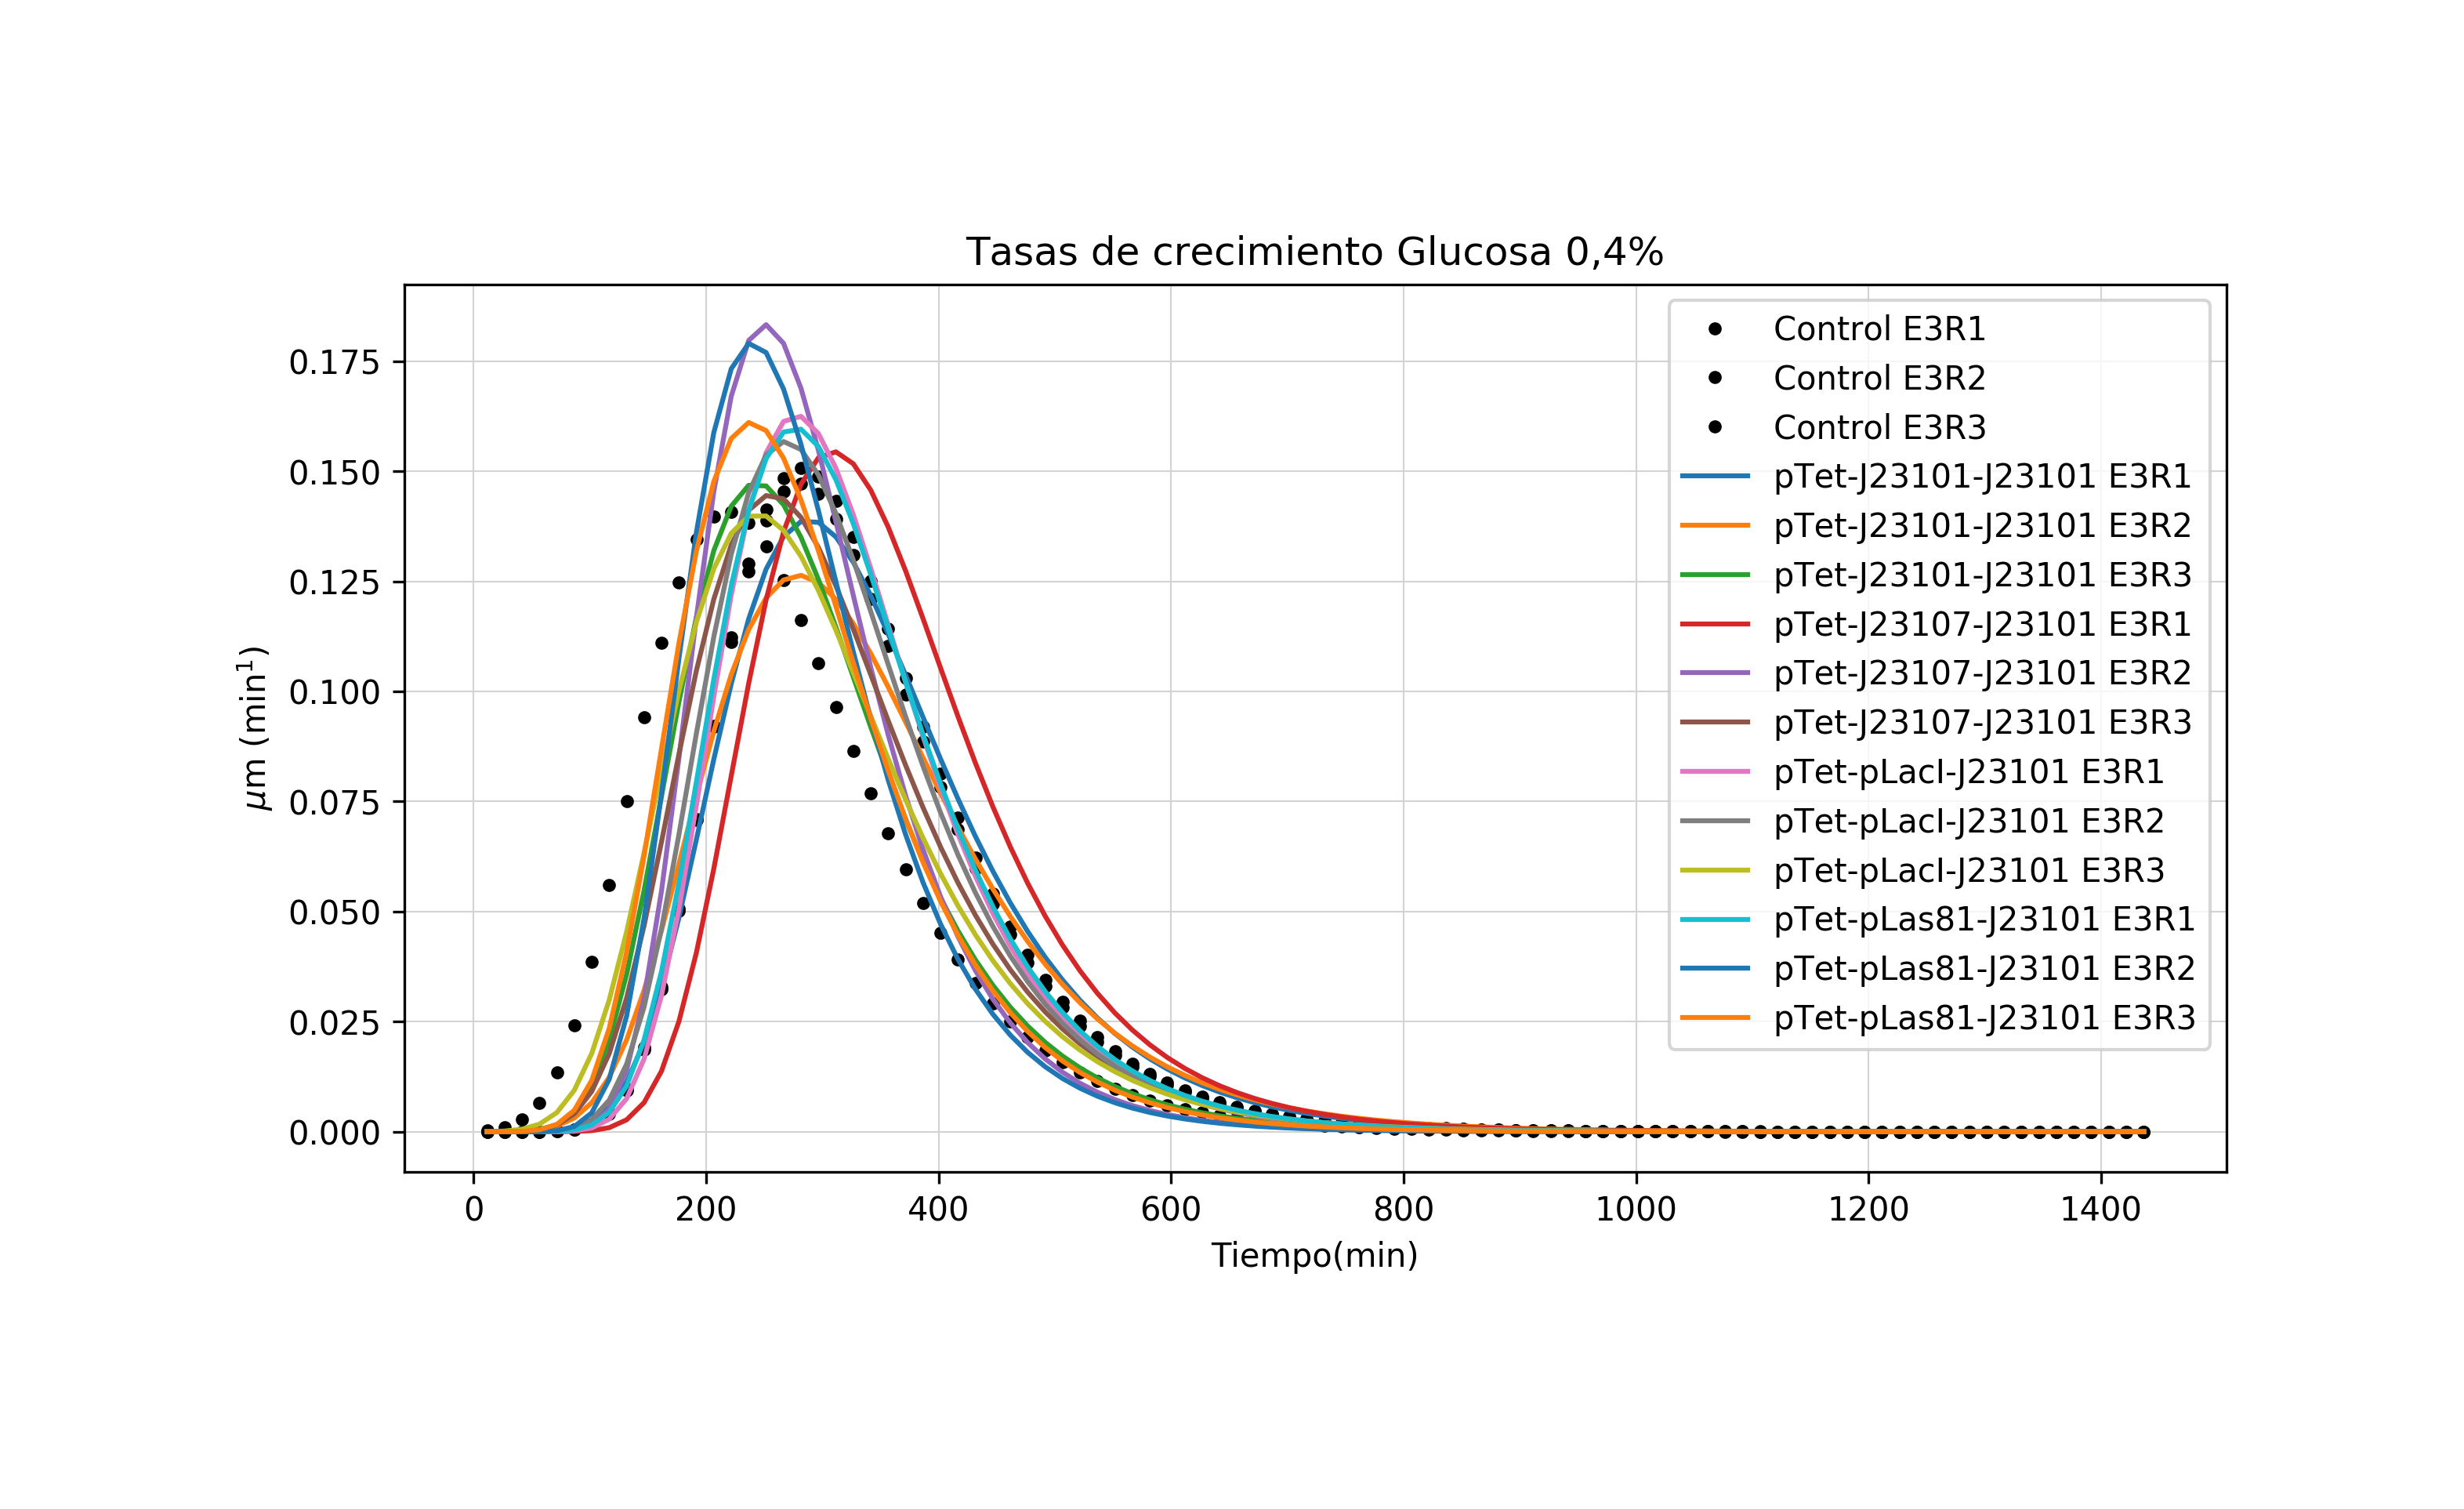 Tasas de crecimiento Glucosa 0,4%
μm (min¹)
0.175
0.150
0.125
0.100
0.075
0.050
0.025
0.000
0 200 400 600 800 1000 1200 1400
Tiempo(min)
Control E3R1
Control E3R2
Control E3R3
pTet-J23101-J23101 E3R1
pTet-J23101-J23101 E3R2
pTet-J23101-J23101 E3R3
pTet-J23107-J23101 E3R1
pTet-J23107-J23101 E3R2
pTet-J23107-J23101 E3R3
pTet-pLacI-J23101 E3R1
pTet-pLacI-J23101 E3R2
pTet-pLacI-J23101 E3R3
pTet-pLas81-J23101 E3R1
pTet-pLas81-J23101 E3R2
pTet-pLas81-J23101 E3R3